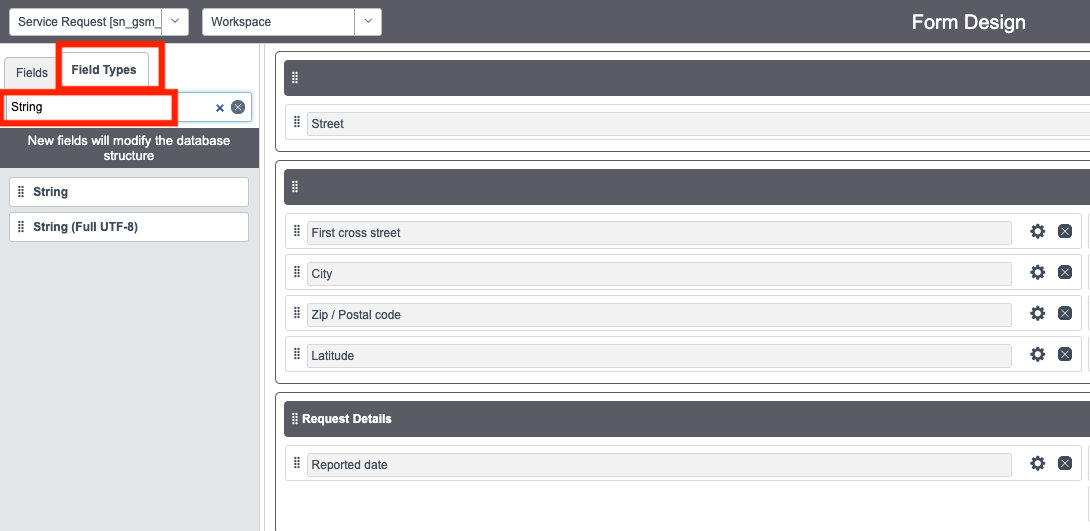 Service Request [sn_gsm_
Workspace
Form Design
Fields
Field Types
String
New fields will modify the database
structure
String
String (Full UTF-8)
Street
First cross street
City
Zip / Postal code
Latitude
Request Details
Reported date